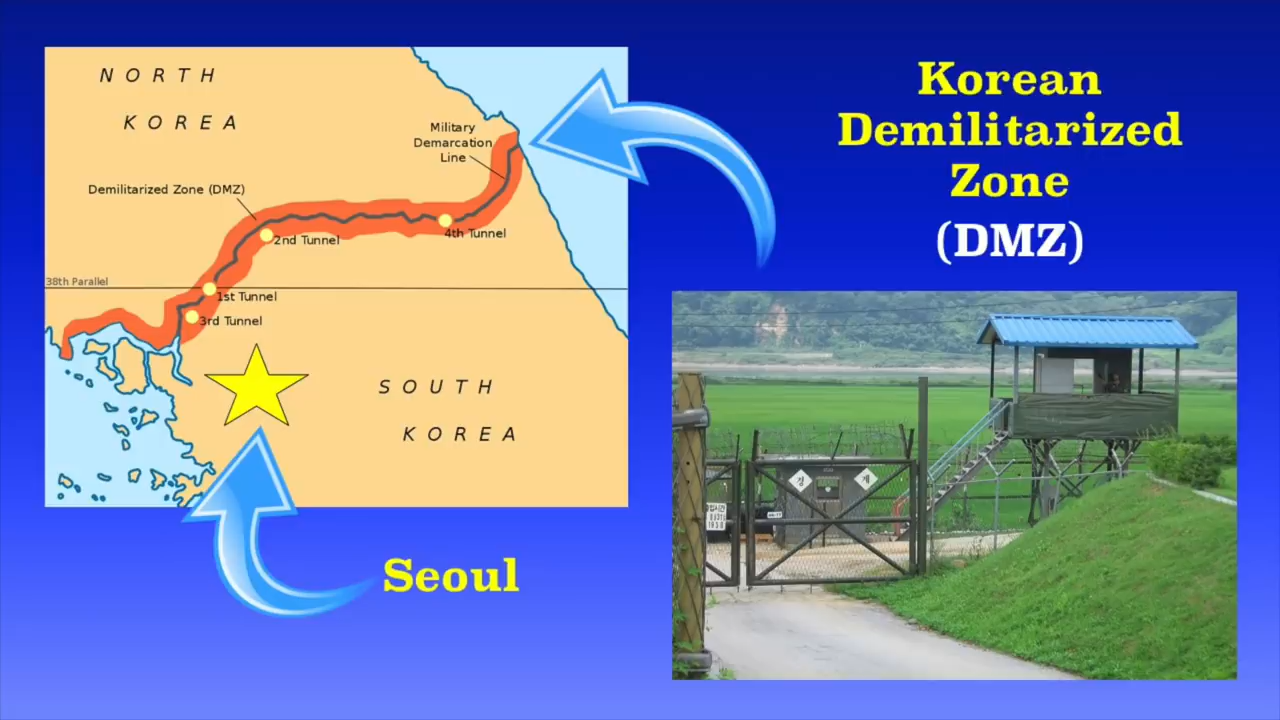 Korean
Demilitarized
Zone
(DMZ)
NORTH
KOREA
Military
Demarcation
Line
Demilitarized Zone (DMZ)
2nd Tunnel
4th Tunnel
38th Parallel
1st Tunnel
3rd Tunnel
SOUTH
KOREA
Seoul